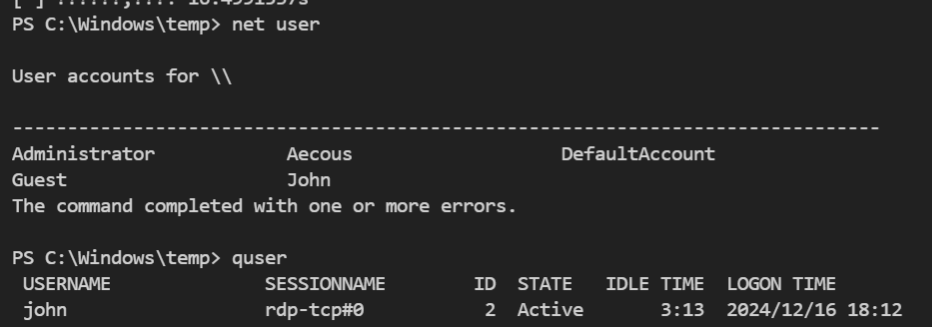 PS C:\Windows\temp> net user
User accounts for \\
-------------------------------------------------------------------------------
Administrator            Aecous                   DefaultAccount
Guest                    John
The command completed with one or more errors.
PS C:\Windows\temp> quser
 USERNAME              SESSIONNAME        ID  STATE   IDLE TIME  LOGON TIME
 john                  rdp-tcp#0           2  Active       3:13  2024/12/16 18:12